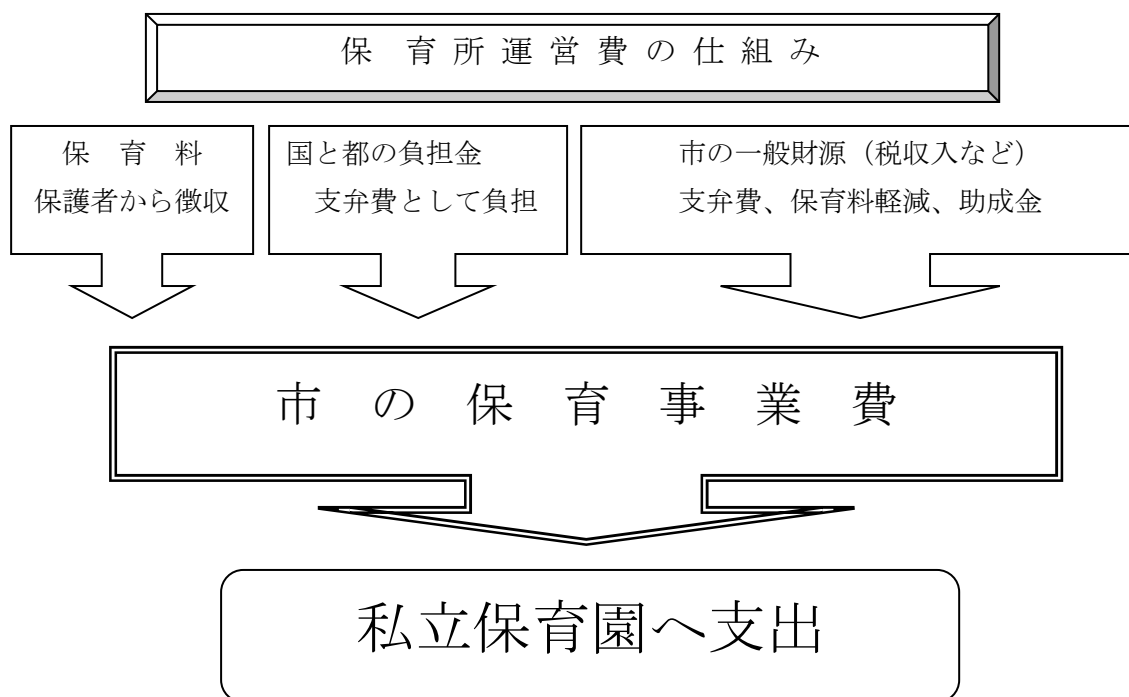 保 育 所 運 営 費 の 仕 組 み
保 育 料
保護者から徴収
国と都の負担金
支弁費として負担
市の一般財源（税収入など）
支弁費、保育料軽減、助成金
市 の 保 育 事 業 費
私立保育園へ支出